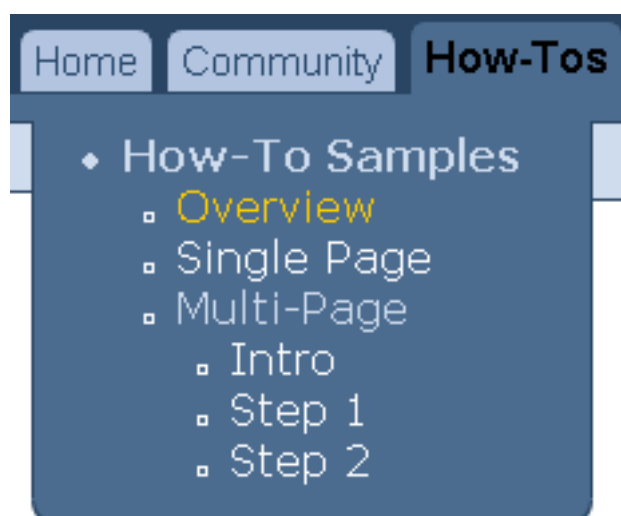 Home Community How-Tos
How-To Samples
Overview
Single Page
Multi-Page
Intro
Step 1
Step 2